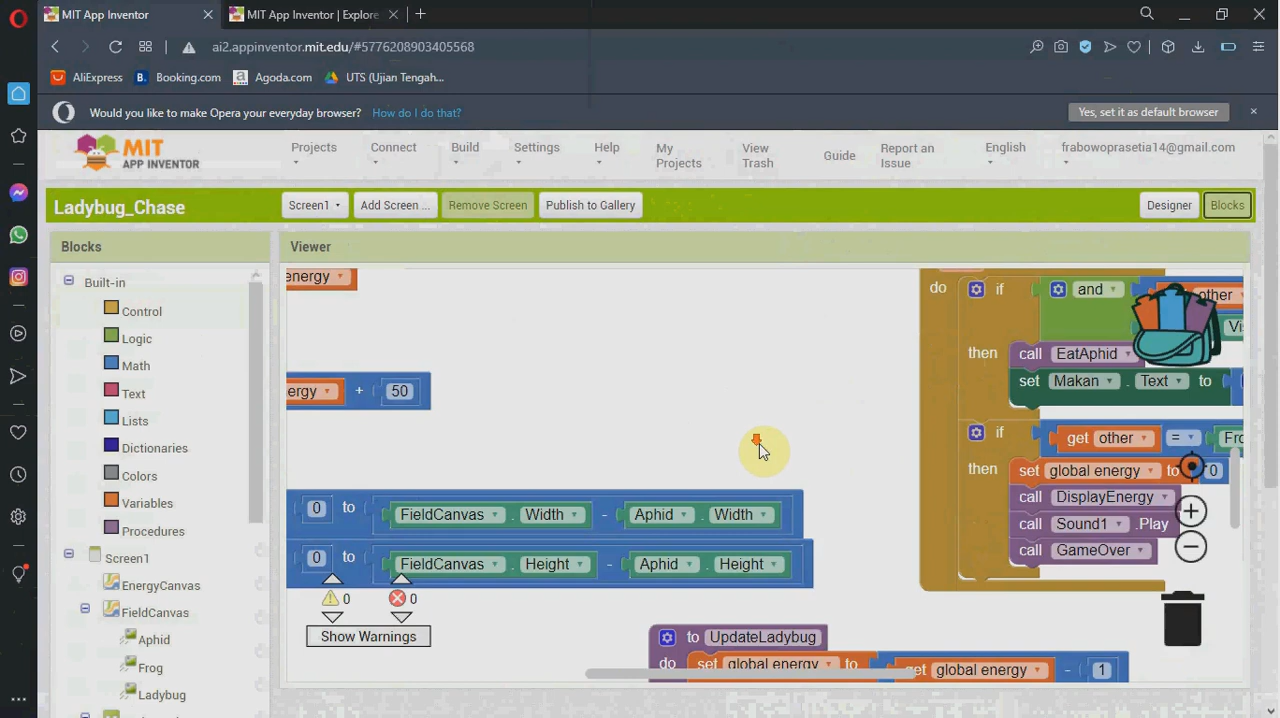 MIT App Inventor
MIT App Inventor | Explore
ai2.appinventor.mit.edu/#5776208903405568
AliExpress
B.
Booking.com
a
Agoda.com
UTS (Ujian Tengah...
Would you like to make Opera your everyday browser?
How do I do that?
Yes, set it as default browser
MIT
APP INVENTOR
Projects
Connect
Build
Settings
Help
My
Projects
View
Trash
Guide
Report an
Issue
English
frabowoprasetia14@gmail.com
Ladybug_Chase
Screen1
Add Screen ...
Remove Screen
Publish to Gallery
Designer
Blocks
Blocks
Viewer
Built-in
Control
Logic
Math
Text
Lists
Dictionaries
Colors
Variables
Procedures
Screen1
EnergyCanvas
FieldCanvas
Aphid
Frog
Ladybug
energy
ergy + 50
0 to FieldCanvas . Width - Aphid . Width
0 to FieldCanvas . Height - Aphid . Height
0
0
Show Warnings
to UpdateLadybug
do set global energy to get global energy - 1
do if and other
Vis
then call EatAphid
set Makan . Text to
if get other = Fro
then set global energy to 0
call DisplayEnergy
call Sound1 .Play
call GameOver